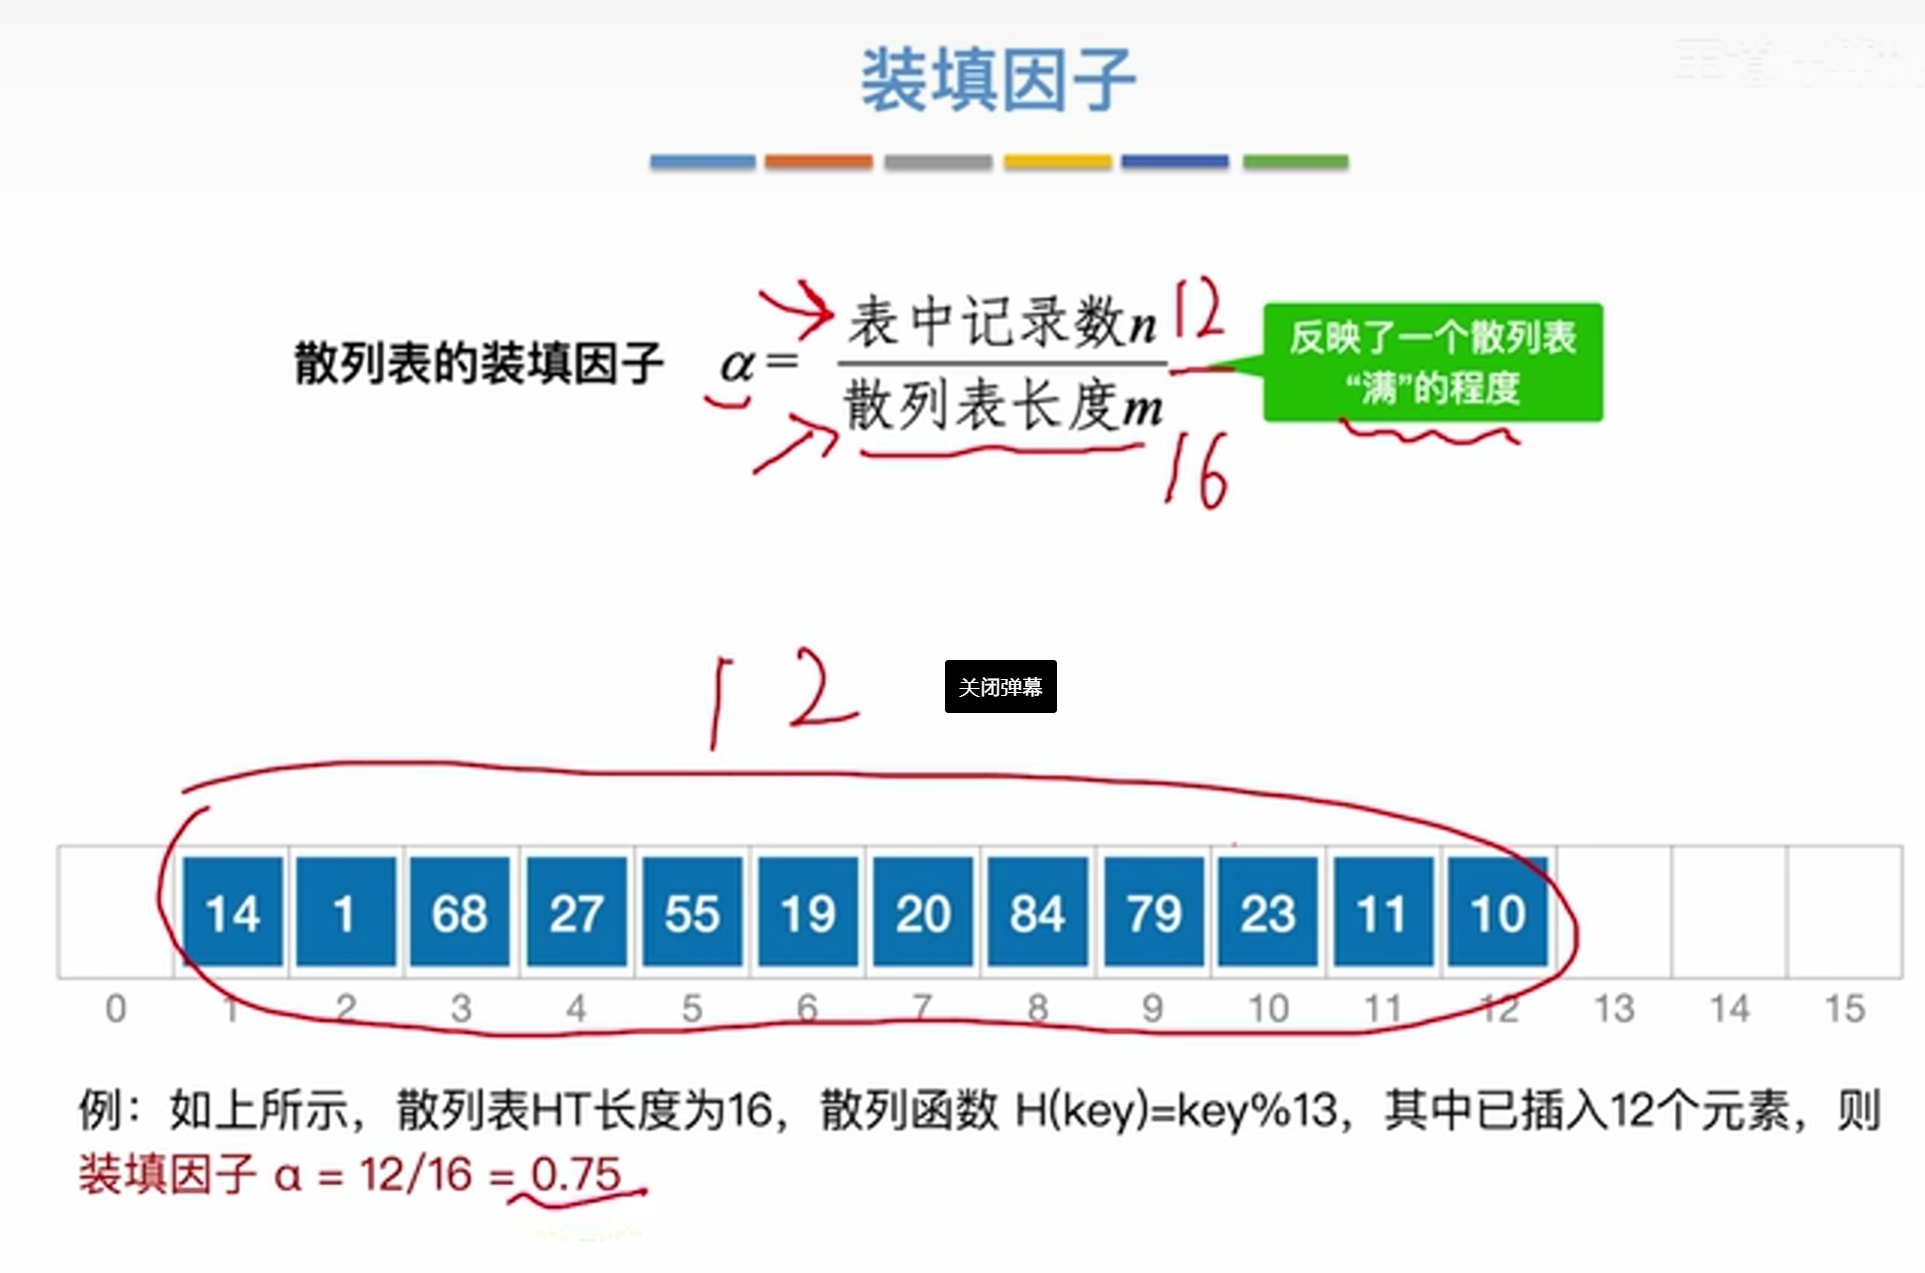 装填因子
散列表的装填因子 α = 表中记录数n 12
散列表长度m 16
反映了一个散列表
“满”的程度
12
关闭弹幕
14 1 68 27 55 19 20 84 79 23 11 10
0 1 2 3 4 5 6 7 8 9 10 11 12 13 14 15
例：如上所示，散列表HT长度为16，散列函数 H(key)=key%13，其中已插入12个元素，则
装填因子 α = 12/16 = 0.75